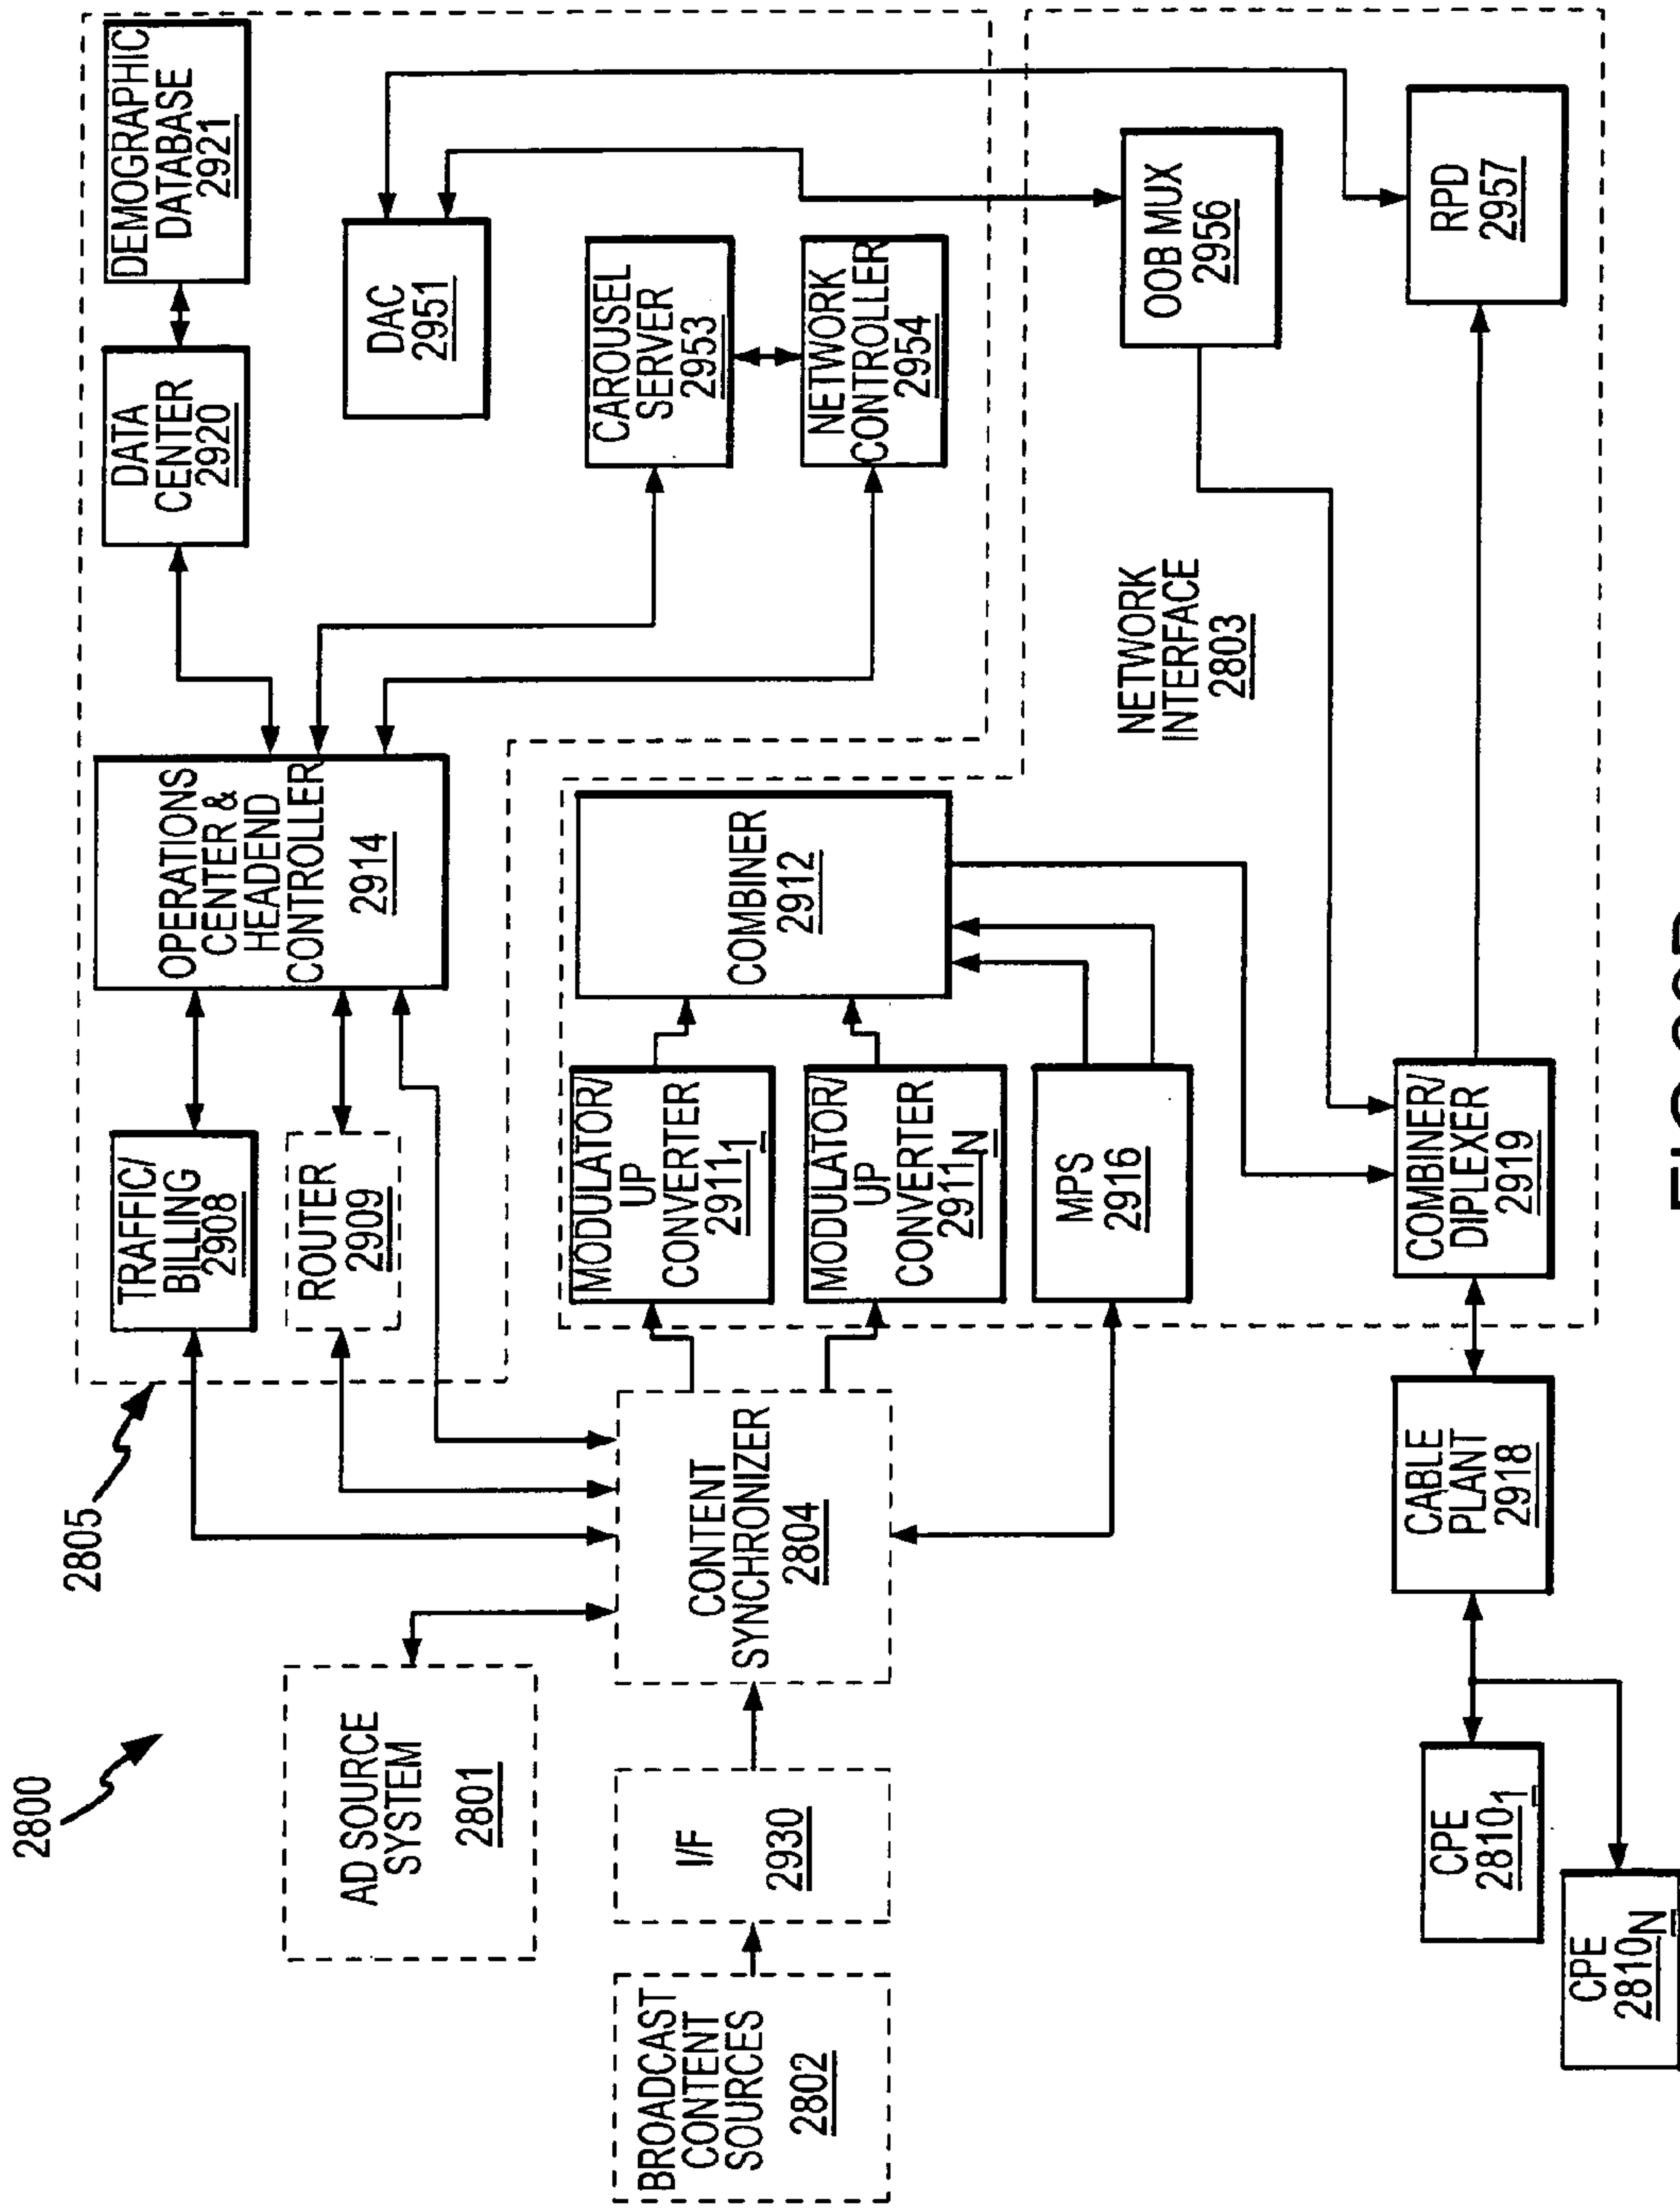 2800
2805
TRAFFIC/
BILLING
2908
ROUTER
2909
OPERATIONS
CENTER &
HEADEND
CONTROLLER
2914
DATA
CENTER
2920
DEMOGRAPHIC
DATABASE
2921
DAC
2951
CAROUSEL
SERVER
2953
NETWORK
CONTROLLER
2954
AD SOURCE
SYSTEM
2801
BROADCAST
CONTENT
SOURCES
2802
I/F
2930
CONTENT
SYNCHRONIZER
2804
MODULATOR/
UP
CONVERTER
2911₁
MODULATOR/
UP
CONVERTER
2911N
MPS
2916
COMBINER
2912
NETWORK
INTERFACE
2803
OOB MUX
2956
RPD
2957
COMBINER/
DIPLEXER
2919
CABLE
PLANT
2918
CPE
2810₁
CPE
2810N